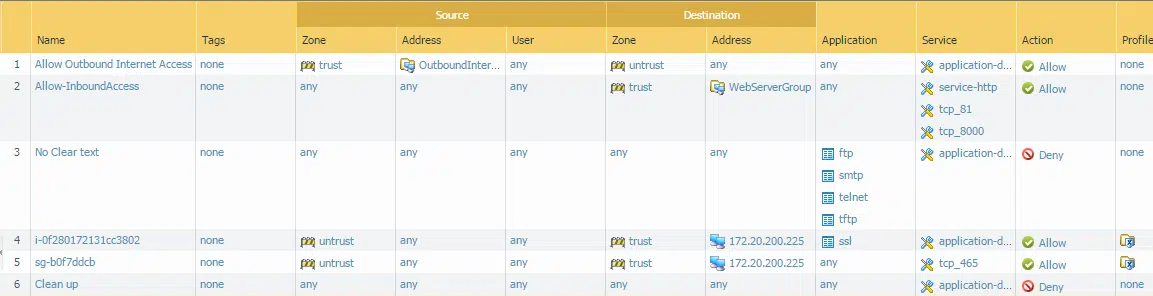 Source Destination
Name Tags Zone Address User Zone Address Application Service Action Profile
1 Allow Outbound Internet Access none trust OutboundInter... any untrust any any application-d... Allow none
2 Allow-InboundAccess none any any any trust WebServerGroup any service-http Allow none
tcp_81
tcp_8000
3 No Clear text none any any any any any ftp application-d... Deny none
smtp
telnet
tftp
4 i-0f280172131cc3802 none untrust any any trust 172.20.200.225 ssl application-d... Allow
5 sg-b0f7ddcb none untrust any any trust 172.20.200.225 any tcp_465 Allow
6 Clean up none any any any any any any application-d... Deny none